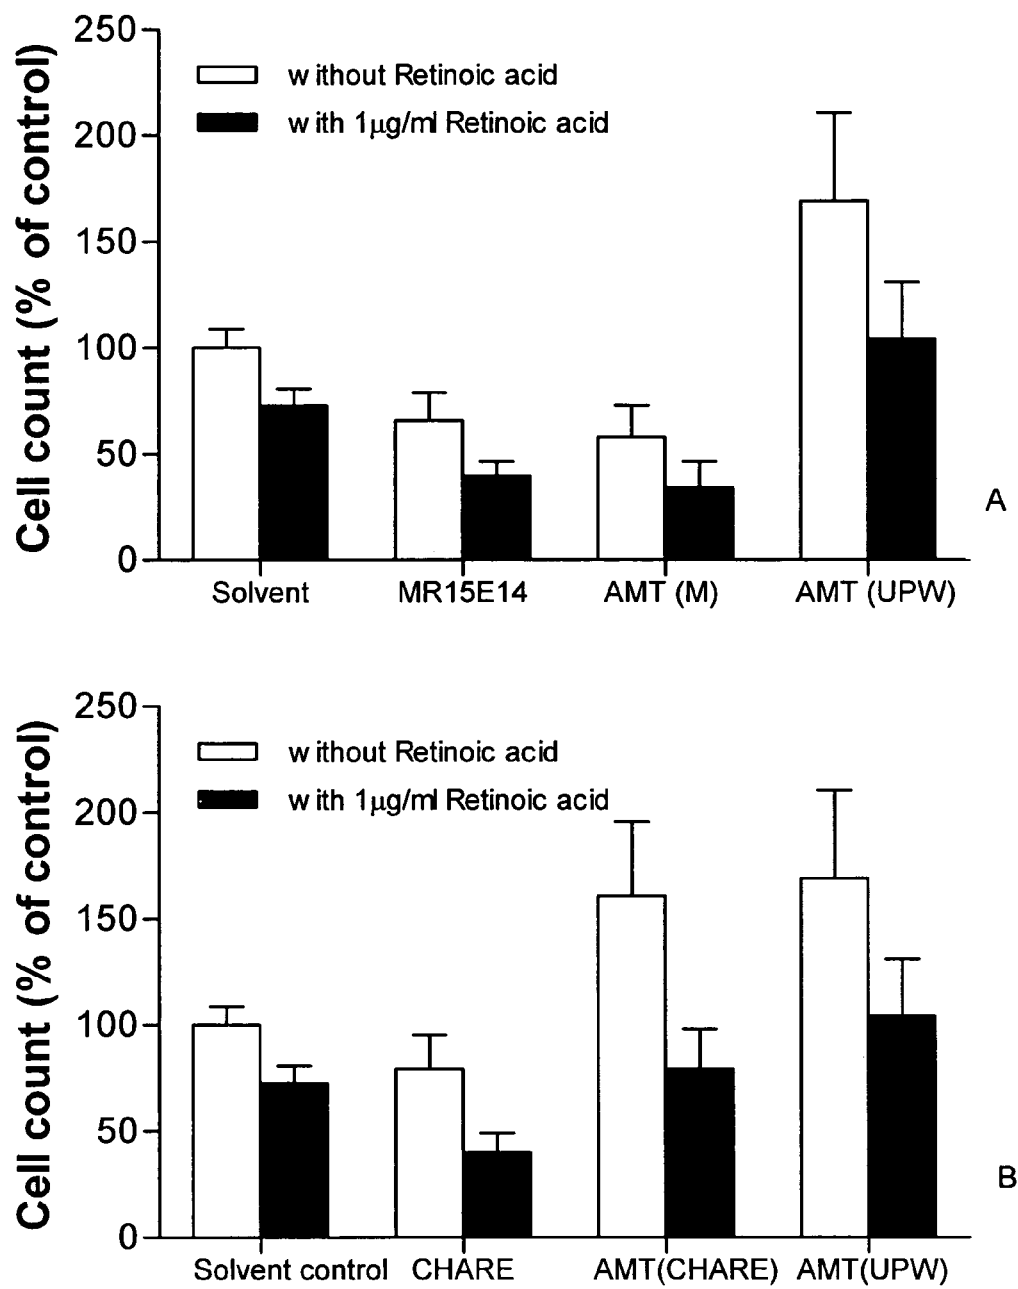 Cell count (% of control)
250
200
150
100
50
0
without Retinoic acid
with 1µg/ml Retinoic acid
Solvent MR15E14 AMT (M) AMT (UPW)
A
Cell count (% of control)
250
200
150
100
50
0
without Retinoic acid
with 1µg/ml Retinoic acid
Solvent control CHARE AMT(CHARE) AMT(UPW)
B